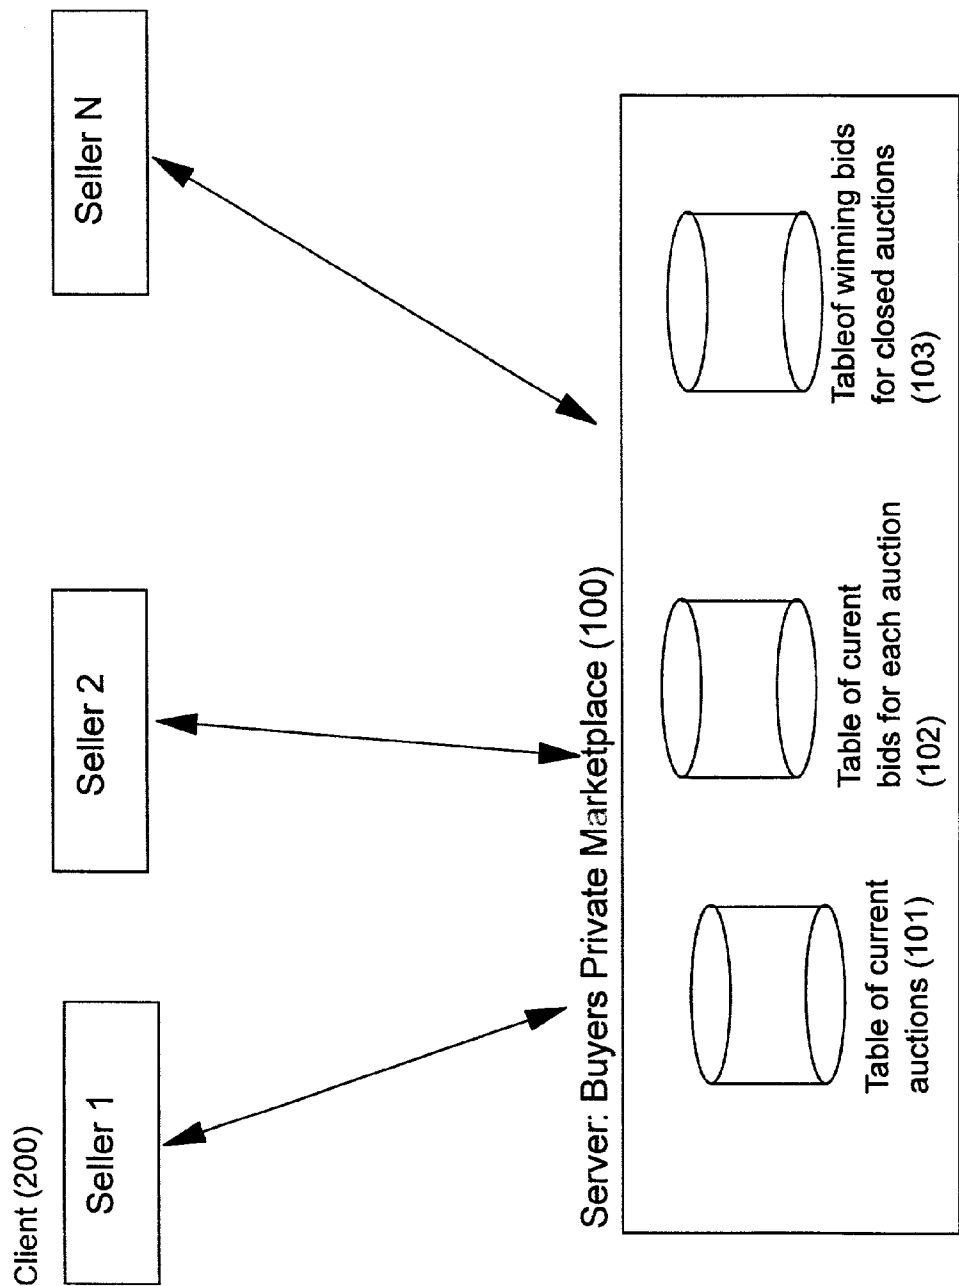 Client (200)
Seller 1
Seller 2
Seller N
Server: Buyers Private Marketplace (100)
Table of current
auctions (101)
Table of curent
bids for each auction
(102)
Tableof winning bids
for closed auctions
(103)